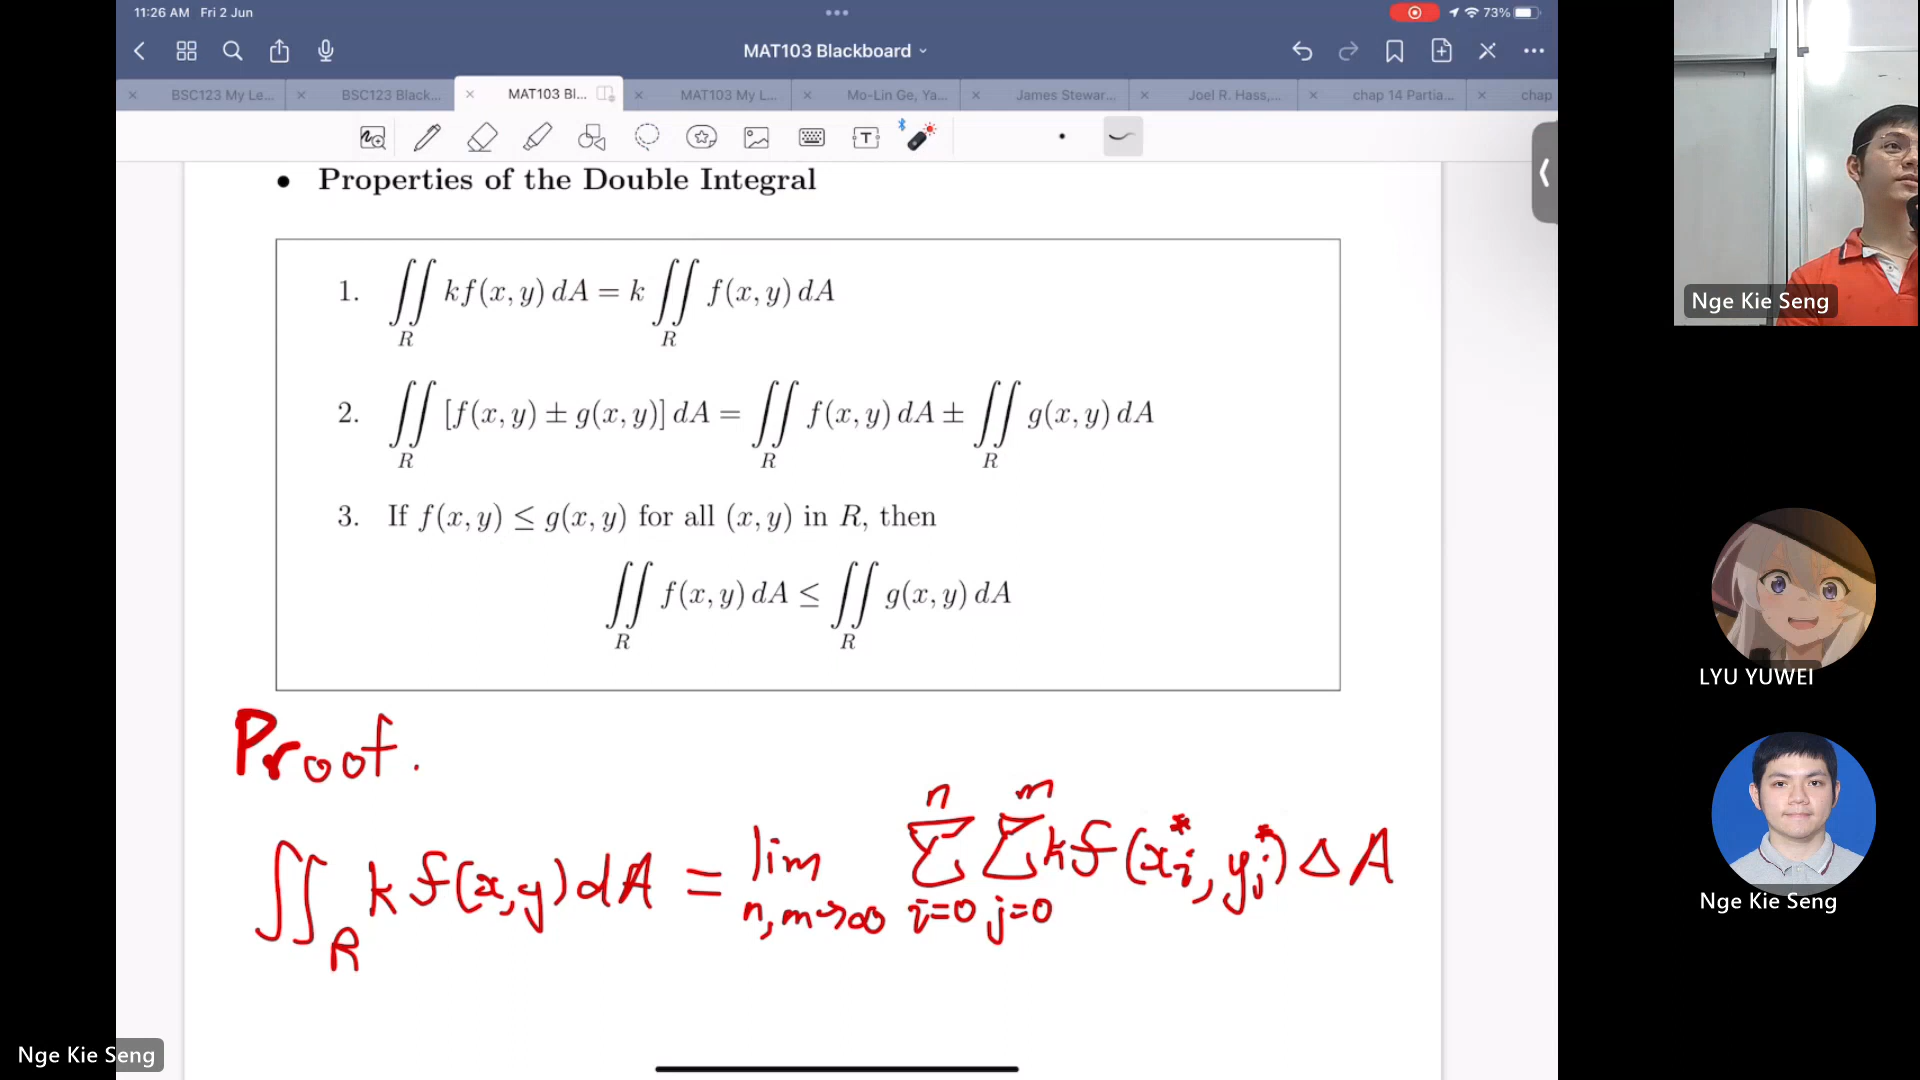 11:26 AM Fri 2 Jun
73%
MAT103 Blackboard
BSC123 My Le...
BSC123 Black...
MAT103 Bl...
MAT103 My L...
Mo-Lin Ge, Ya...
James Stewar...
Joel R. Hass,...
chap 14 Partia...
chap
• Properties of the Double Integral
1. ∬_R kf(x, y) dA = k ∬_R f(x, y) dA
2. ∬_R [f(x, y) ± g(x, y)] dA = ∬_R f(x, y) dA ± ∬_R g(x, y) dA
3. If f(x, y) ≤ g(x, y) for all (x, y) in R, then
∬_R f(x, y) dA ≤ ∬_R g(x, y) dA
Proof.
∬_R k f(x,y) dA = lim_{n,m→∞} Σ_{i=0}^{n} Σ_{j=0}^{m} k f(x_i^*, y_j^*) ΔA
Nge Kie Seng
LYU YUWEI
Nge Kie Seng
Nge Kie Seng